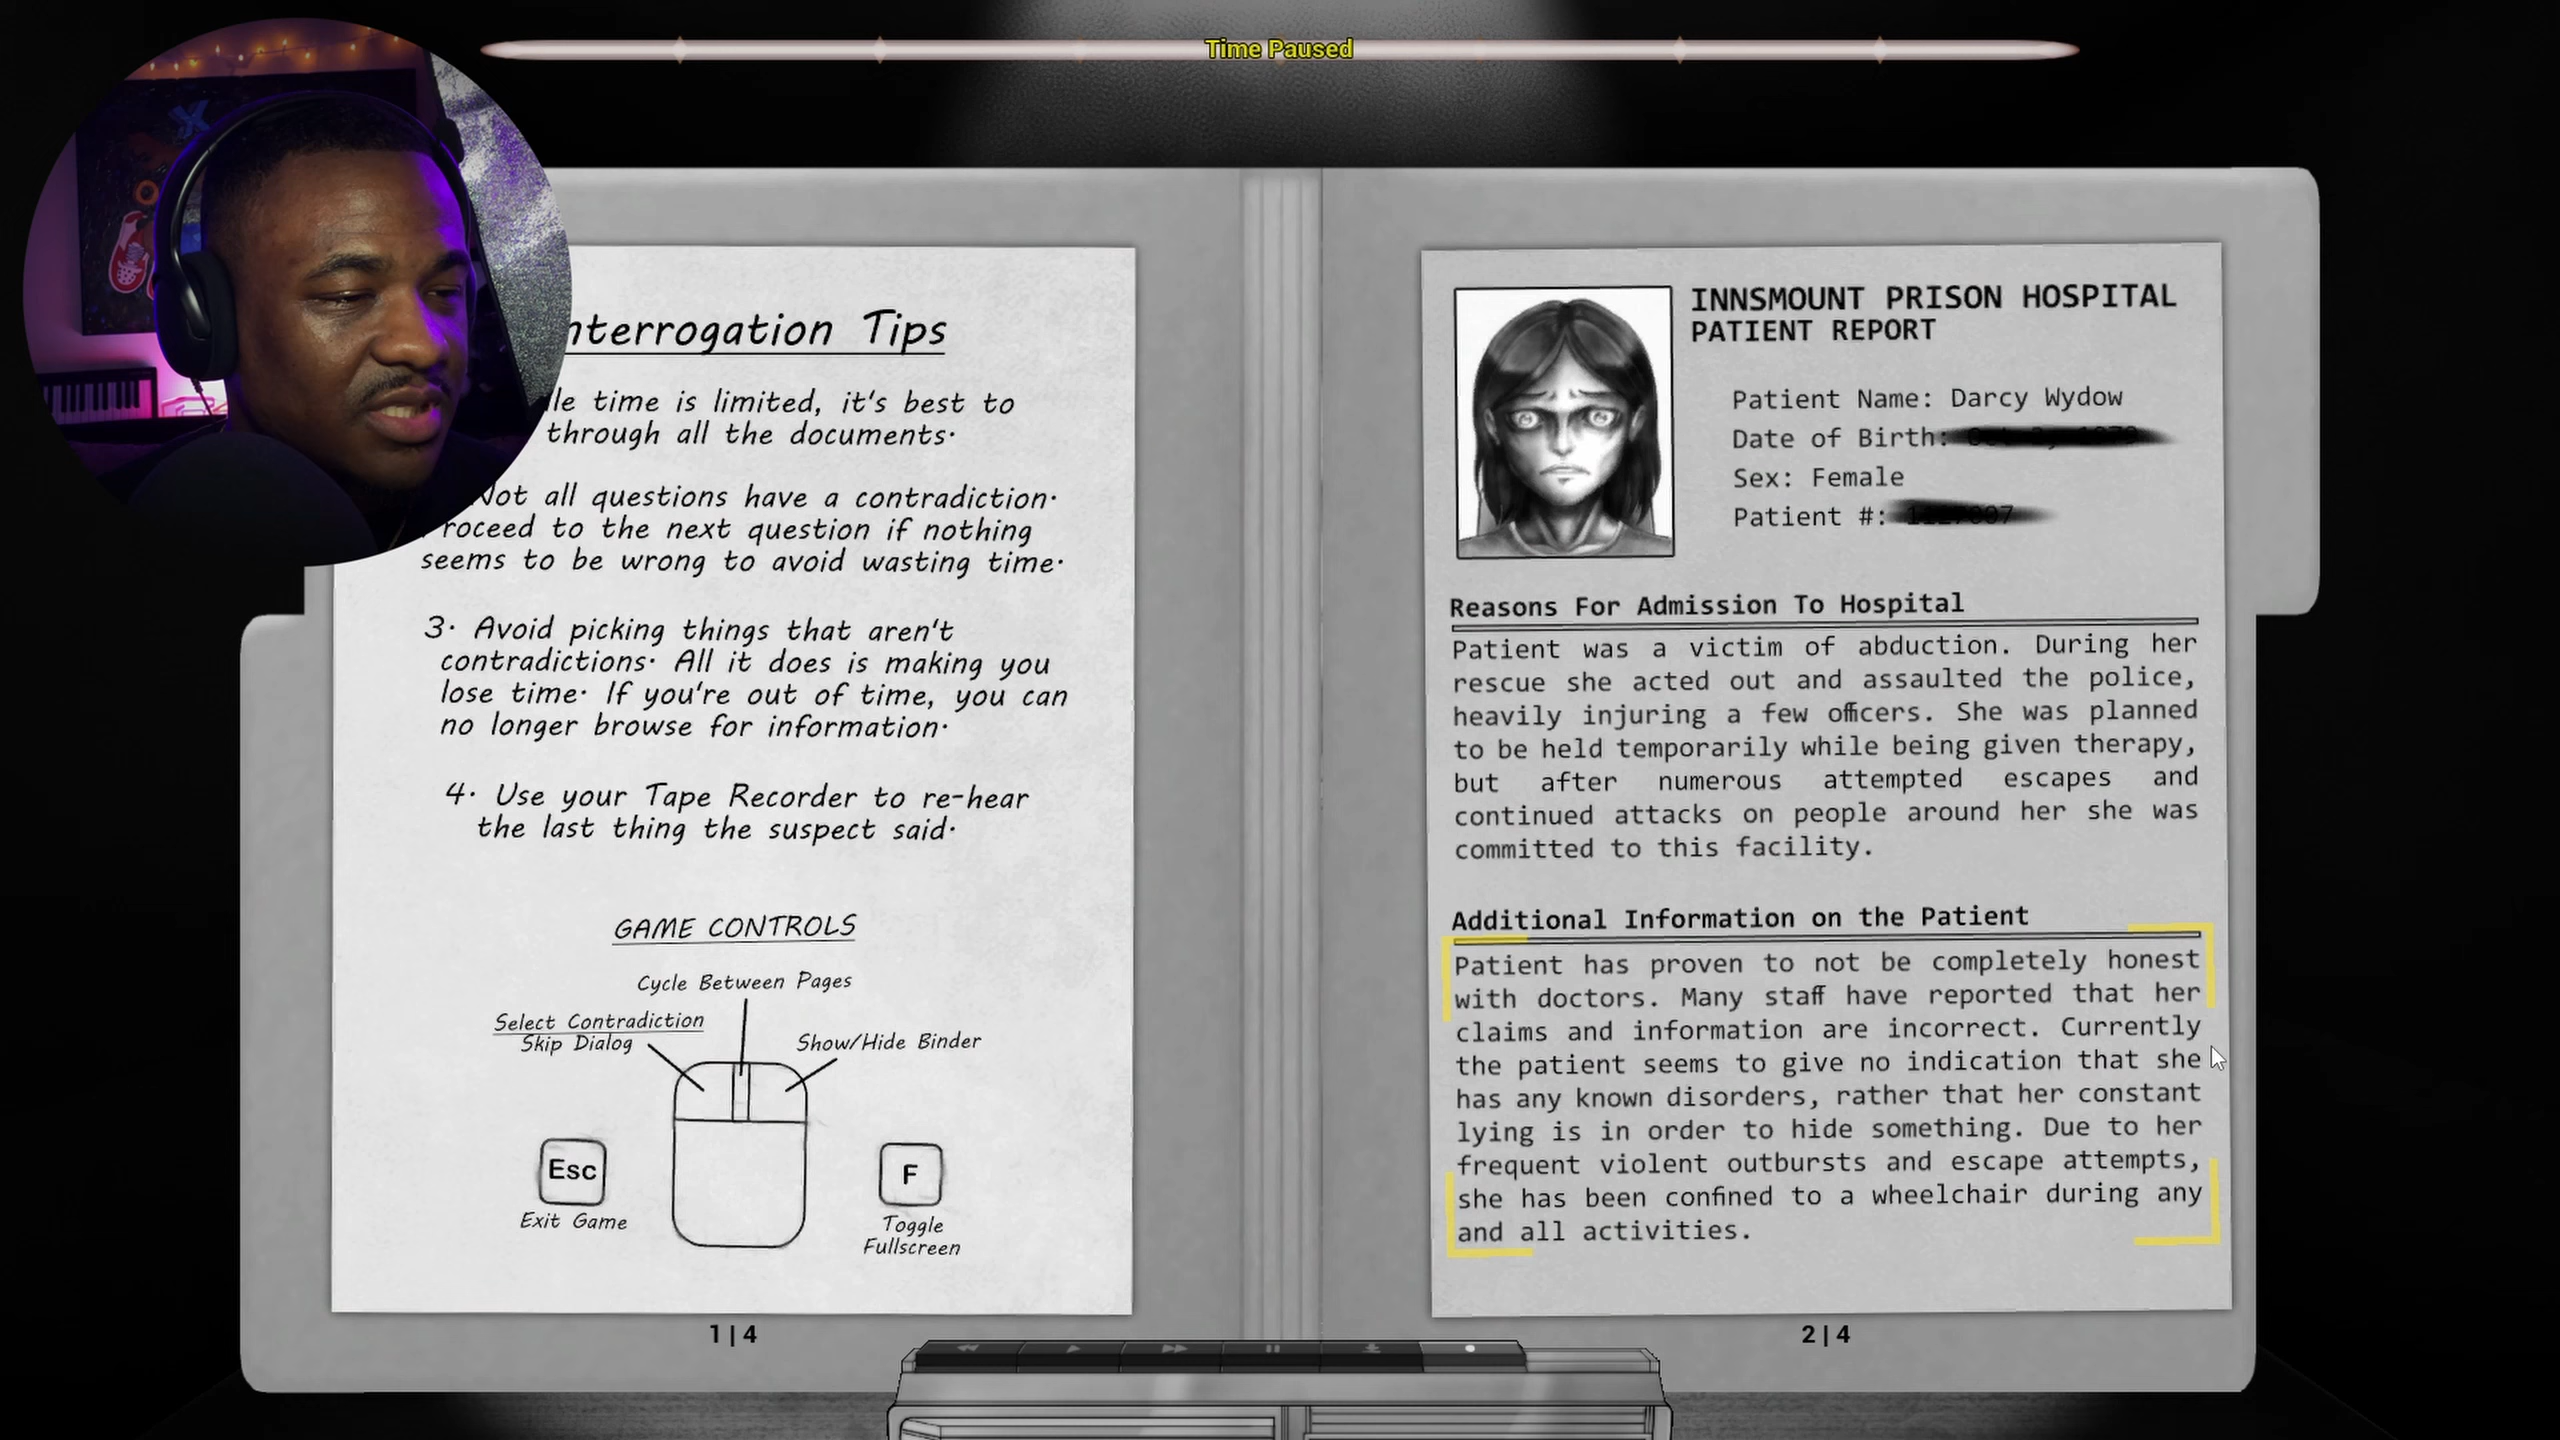 Time Paused
nterrogation Tips
le time is limited, it's best to
through all the documents.
Not all questions have a contradiction.
roceed to the next question if nothing
seems to be wrong to avoid wasting time.
3. Avoid picking things that aren't
contradictions. All it does is making you
lose time. If you're out of time, you can
no longer browse for information.
4. Use your Tape Recorder to re-hear
the last thing the suspect said.
GAME CONTROLS
Cycle Between Pages
Select Contradiction
Skip Dialog
Show/Hide Binder
Esc
Exit Game
F
Toggle
Fullscreen
1|4
INNSMOUNT PRISON HOSPITAL
PATIENT REPORT
Patient Name: Darcy Wydow
Date of Birth:
Sex: Female
Patient #:
Reasons For Admission To Hospital
Patient was a victim of abduction. During her
rescue she acted out and assaulted the police,
heavily injuring a few officers. She was planned
to be held temporarily while being given therapy,
but after numerous attempted escapes and
continued attacks on people around her she was
committed to this facility.
Additional Information on the Patient
Patient has proven to not be completely honest
with doctors. Many staff have reported that her
claims and information are incorrect. Currently
the patient seems to give no indication that she
has any known disorders, rather that her constant
lying is in order to hide something. Due to her
frequent violent outbursts and escape attempts,
she has been confined to a wheelchair during any
and all activities.
2|4